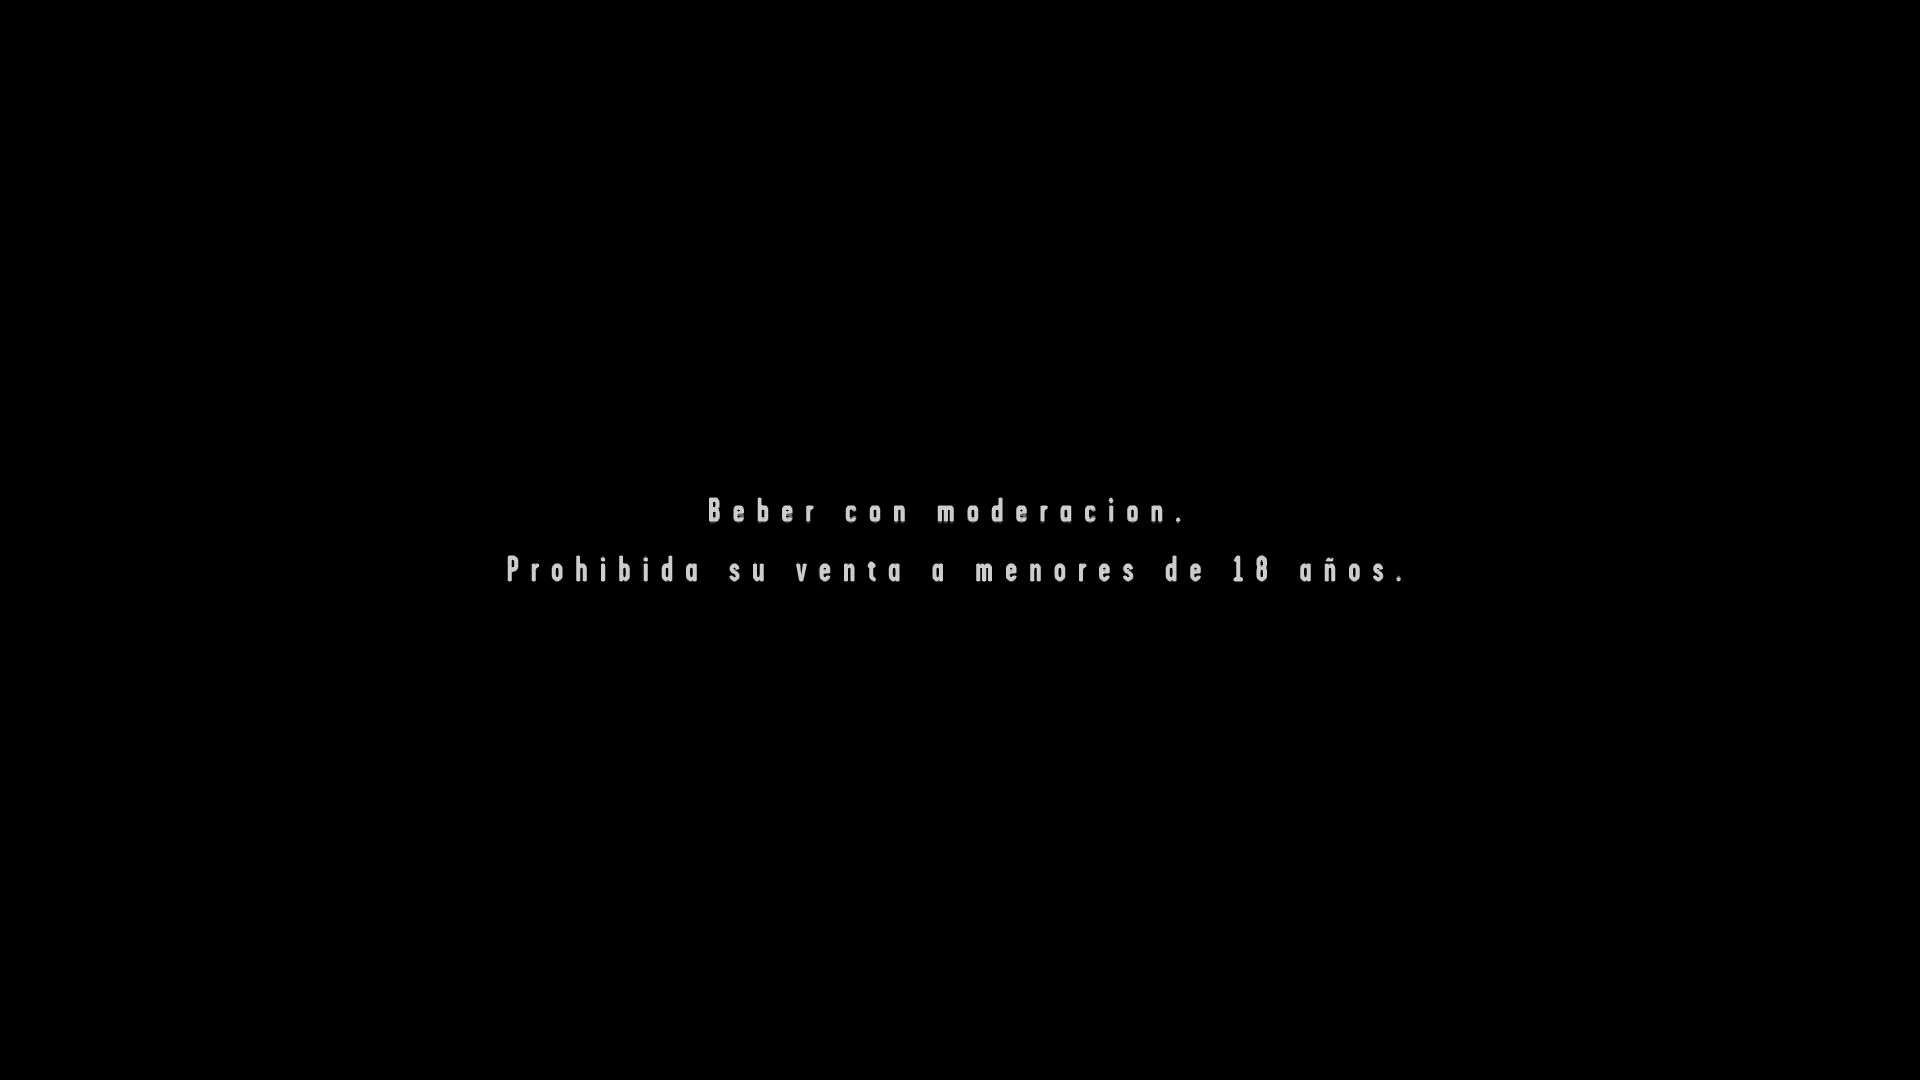 Beber con moderacion.
Prohibida su venta a menores de 18 años.